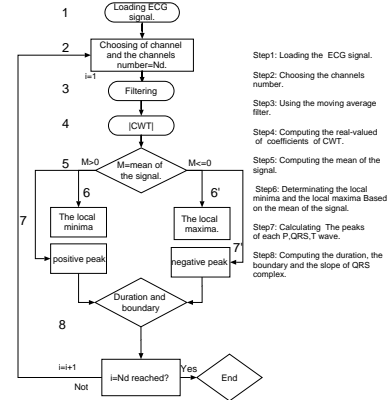 1
Loading ECG
signal.
2
Choosing of channel
and the channels
number=Nd.
i=1
3
Filtering
4
|CWT|
5
M>0
M=mean of
the signal.
M<=0
6
6'
The local
minima
The local
maxima.
7
7'
positive peak
negative peak
Duration and
boundary
8
i=i+1
Not
i=Nd reached?
Yes
End
Step1: Loading the ECG signal.
Step2: Choosing the channels
number.
Step3: Using the moving average
filter.
Step4: Computing the real-valued
of coefficients of CWT.
Step5: Computing the mean of the
signal.
Step6: Determinating the local
minima and the local maxima Based
on the mean of the signal.
Step7: Calculating The peaks
of each P,QRS,T wave.
Step8: Computing the duration, the
boundary and the slope of QRS
complex.